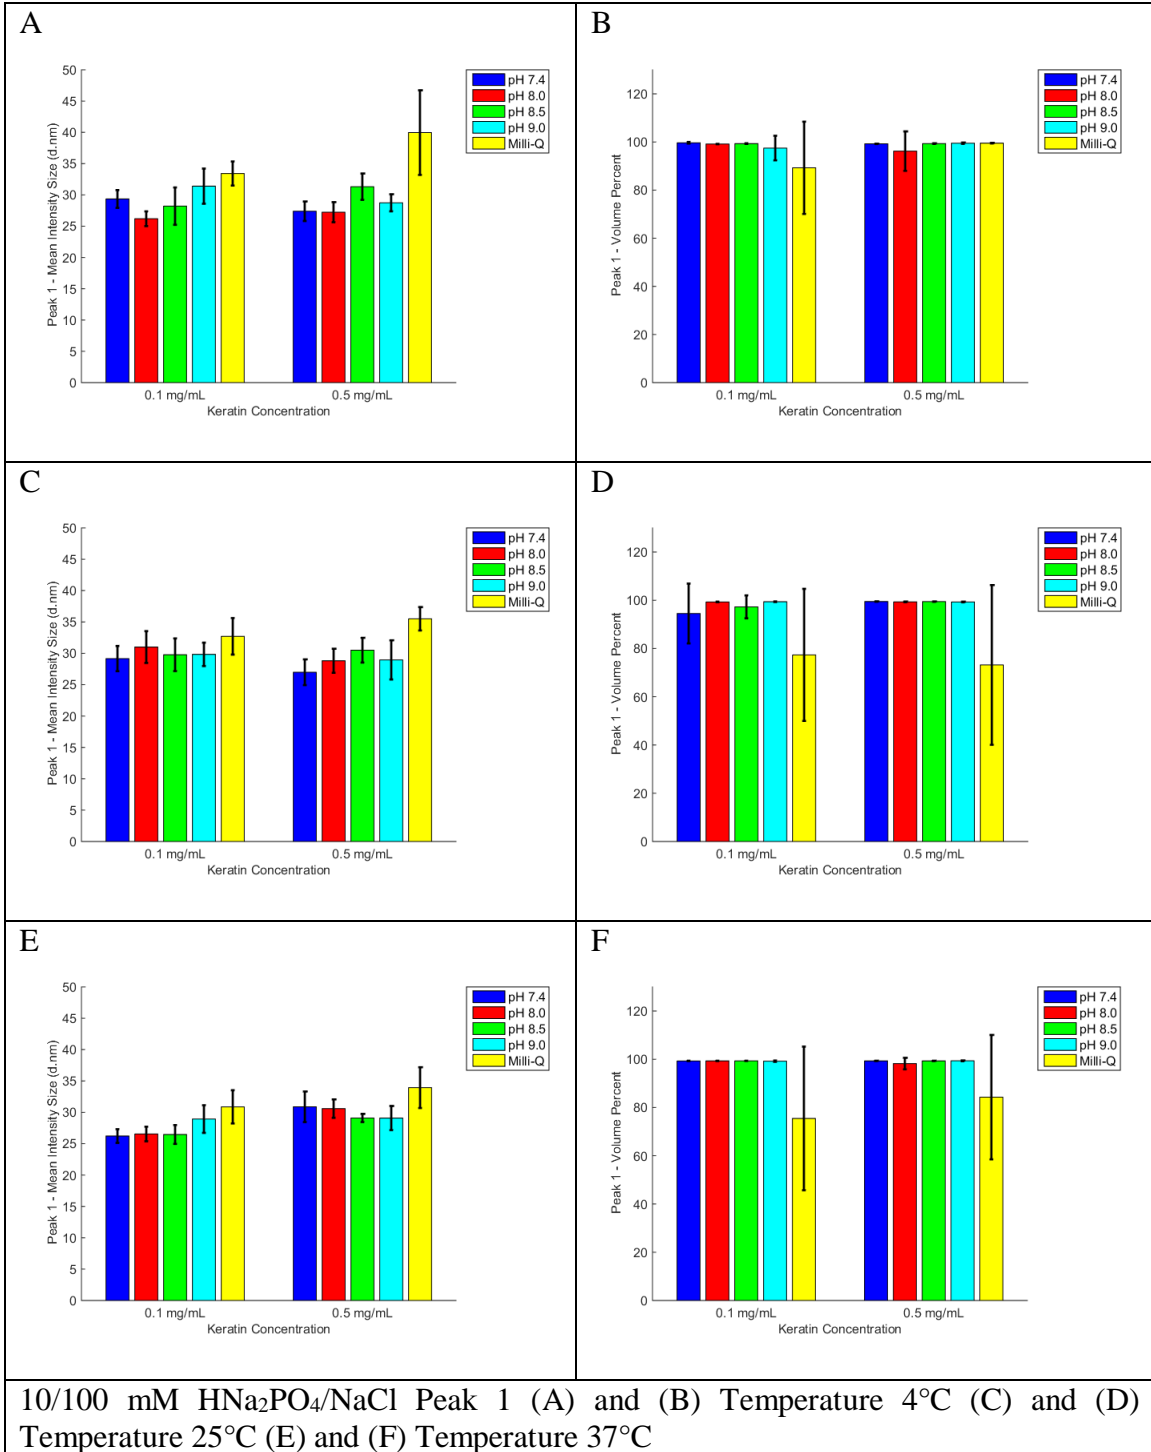 A
50
45
40
35
30
25
20
15
10
5
0
Peak 1 - Mean Intensity Size (d.nm)
0.1 mg/mL
0.5 mg/mL
Keratin Concentration
pH 7.4
pH 8.0
pH 8.5
pH 9.0
Milli-Q
B
120
100
80
60
40
20
0
Peak 1 - Volume Percent
0.1 mg/mL
0.5 mg/mL
Keratin Concentration
pH 7.4
pH 8.0
pH 8.5
pH 9.0
Milli-Q
C
50
45
40
35
30
25
20
15
10
5
0
Peak 1 - Mean Intensity Size (d.nm)
0.1 mg/mL
0.5 mg/mL
Keratin Concentration
pH 7.4
pH 8.0
pH 8.5
pH 9.0
Milli-Q
D
120
100
80
60
40
20
0
Peak 1 - Volume Percent
0.1 mg/mL
0.5 mg/mL
Keratin Concentration
pH 7.4
pH 8.0
pH 8.5
pH 9.0
Milli-Q
E
50
45
40
35
30
25
20
15
10
5
0
Peak 1 - Mean Intensity Size (d.nm)
0.1 mg/mL
0.5 mg/mL
Keratin Concentration
pH 7.4
pH 8.0
pH 8.5
pH 9.0
Milli-Q
F
120
100
80
60
40
20
0
Peak 1 - Volume Percent
0.1 mg/mL
0.5 mg/mL
Keratin Concentration
pH 7.4
pH 8.0
pH 8.5
pH 9.0
Milli-Q
10/100 mM HNa₂PO₄/NaCl Peak 1 (A) and (B) Temperature 4°C (C) and (D)
Temperature 25°C (E) and (F) Temperature 37°C